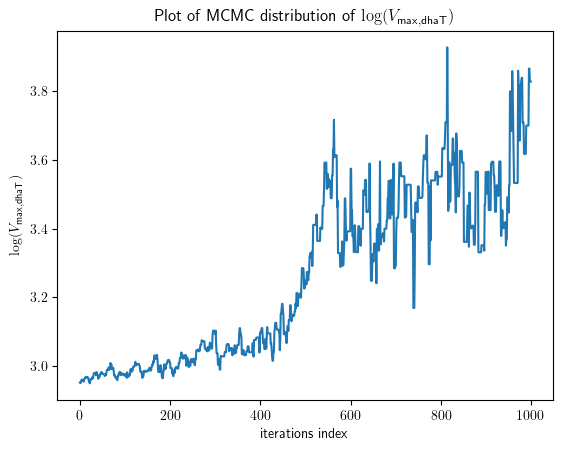 Plot of MCMC distribution of log(V_max,dhaT)
log(V_max,dhaT)
3.8
3.6
3.4
3.2
3.0
0 200 400 600 800 1000
iterations index